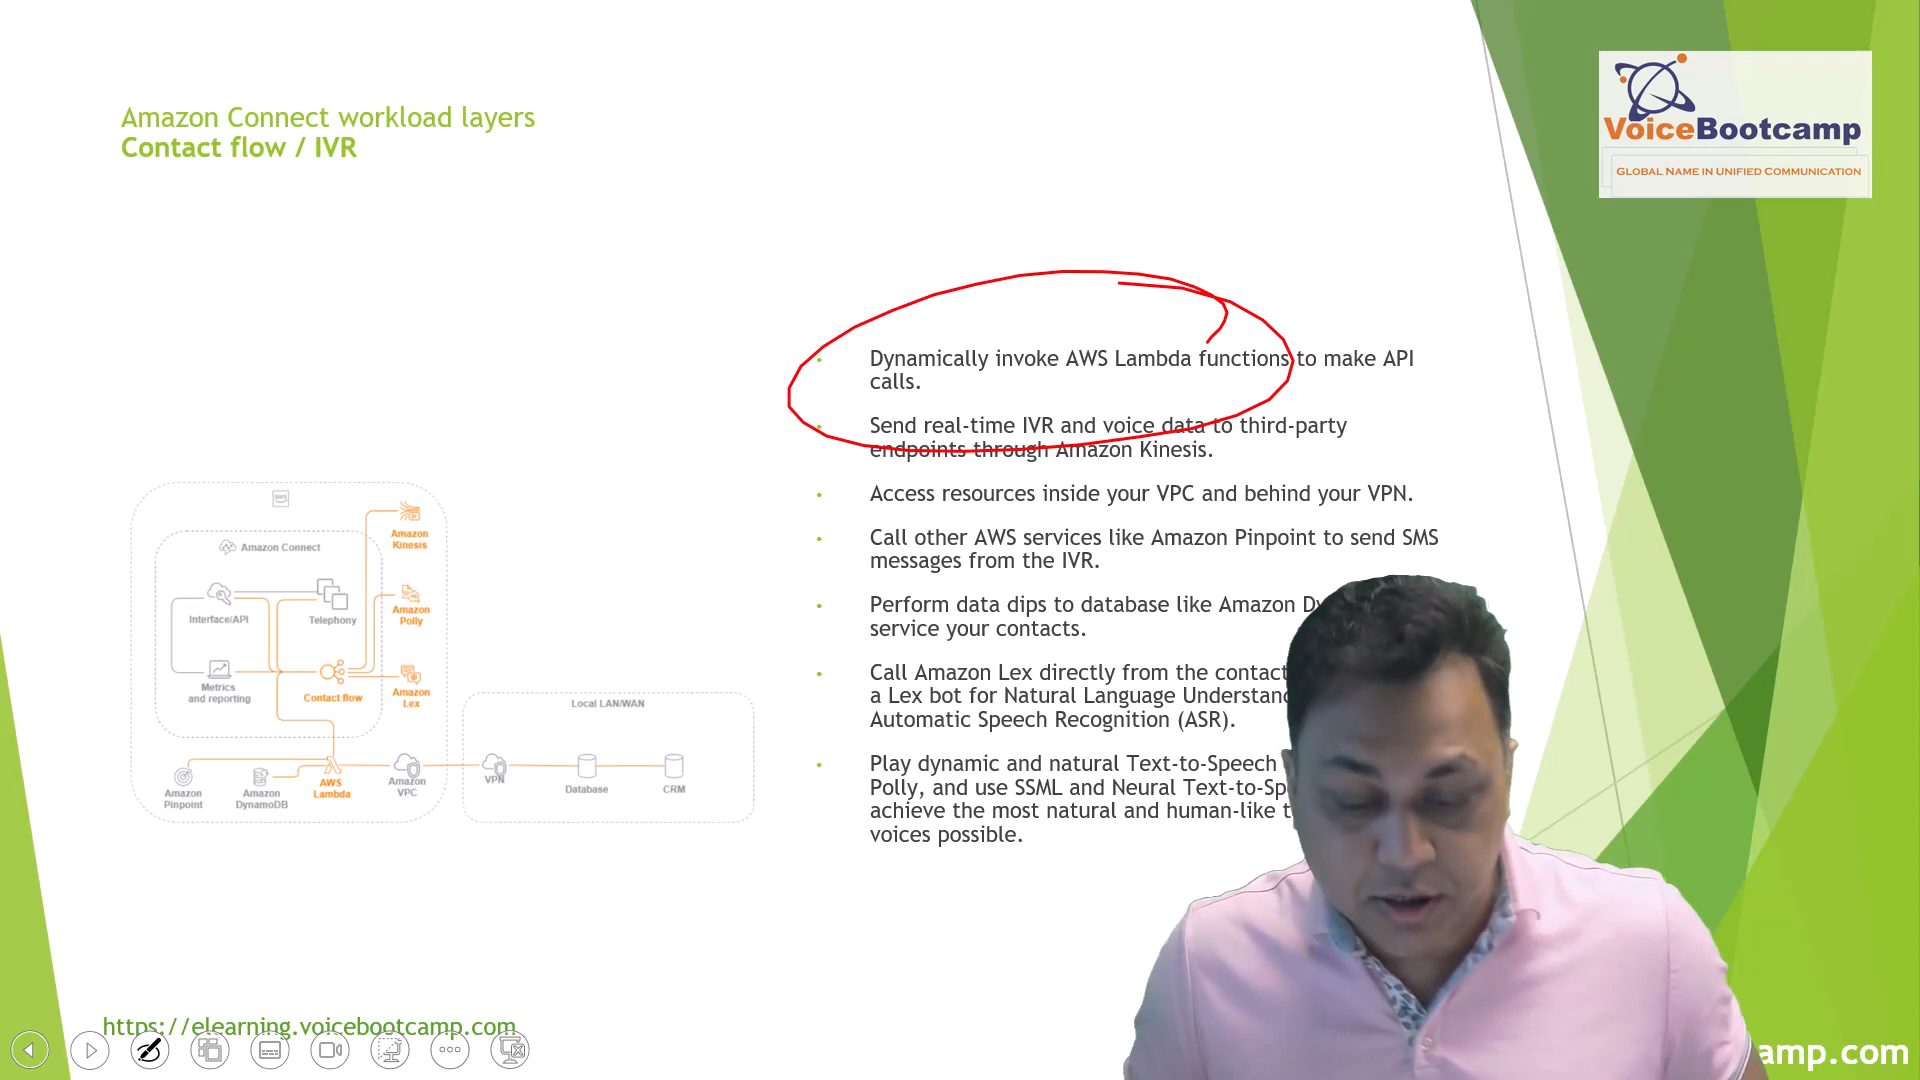 Amazon Connect workload layers
Contact flow / IVR
VoiceBootcamp
GLOBAL NAME IN UNIFIED COMMUNICATION
Dynamically invoke AWS Lambda functions to make API
calls.
Send real-time IVR and voice data to third-party
endpoints through Amazon Kinesis.
Access resources inside your VPC and behind your VPN.
Call other AWS services like Amazon Pinpoint to send SMS
messages from the IVR.
Perform data dips to database like Amazon
service your contacts.
Call Amazon Lex directly from the contact
a Lex bot for Natural Language
Automatic Speech Recognition (ASR).
Play dynamic and natural Text-to-Speech
Polly, and use SSML and Neural
achieve the most natural and human-like
voices possible.
aws
Amazon Connect
Amazon
Kinesis
Interface/API
Telephony
Amazon
Polly
Metrics
and reporting
Contact flow
Amazon
Lex
Amazon
Pinpoint
Amazon
DynamoDB
AWS
Lambda
Amazon
VPC
Local LAN/WAN
VPN
Database
CRM
https://elearning.voicebootcamp.com
amp.com